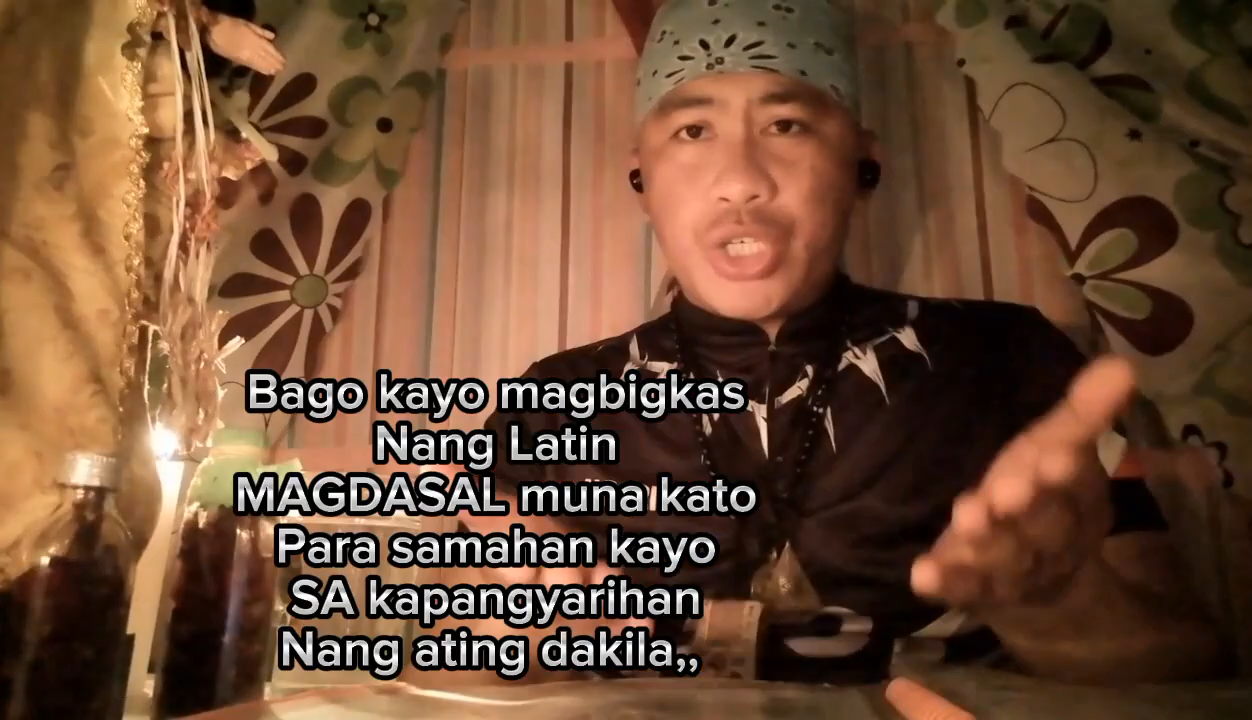 Bago kayo magbigkas
Nang Latin
MAGDASAL muna kato
Para samahan kayo
SA kapangyarihan
Nang ating dakila,,